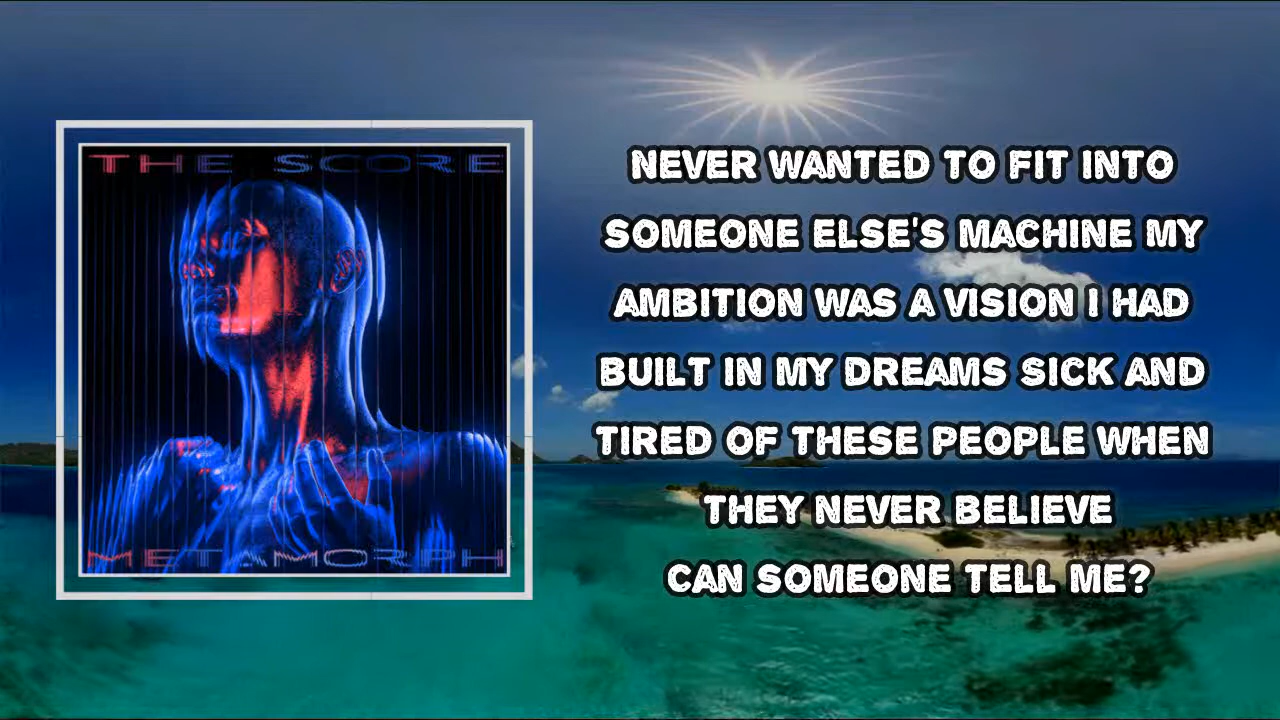 THE SCORE
METAMORPH
NEVER WANTED TO FIT INTO
SOMEONE ELSE'S MACHINE MY
AMBITION WAS A VISION I HAD
BUILT IN MY DREAMS SICK AND
TIRED OF THESE PEOPLE WHEN
THEY NEVER BELIEVE
CAN SOMEONE TELL ME?